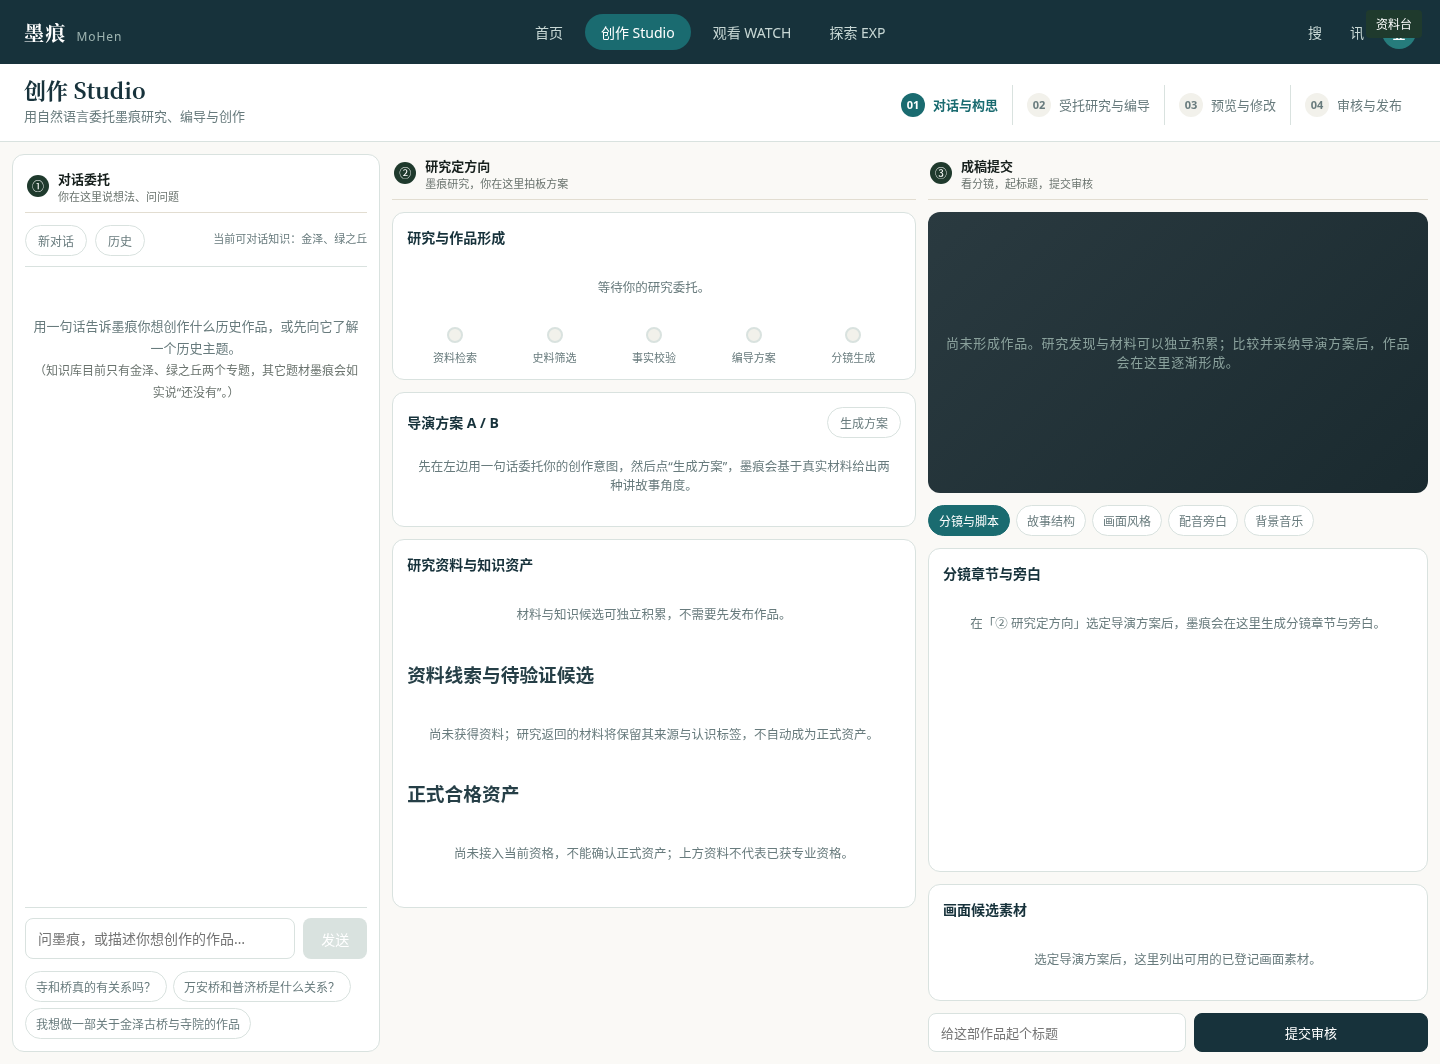 墨痕 MoHen
首页 创作 Studio 观看 WATCH 探索 EXP
搜 讯 资料台
创作 Studio
用自然语言委托墨痕研究、编导与创作
01 对话与构思 02 受托研究与编导 03 预览与修改 04 审核与发布
① 对话委托
你在这里说想法、问问题
新对话 历史 当前可对话知识：金泽、绿之丘
用一句话告诉墨痕你想创作什么历史作品，或先向它了解
一个历史主题。
（知识库目前只有金泽、绿之丘两个专题，其它题材墨痕会如
实说“还没有”。）
问墨痕，或描述你想创作的作品... 发送
寺和桥真的有关系吗？ 万安桥和普济桥是什么关系？
我想做一部关于金泽古桥与寺院的作品
② 研究定方向
墨痕研究，你在这里拍板方案
研究与作品形成
等待你的研究委托。
资料检索 史料筛选 事实校验 编导方案 分镜生成
导演方案 A / B 生成方案
先在左边用一句话委托你的创作意图，然后点“生成方案”，墨痕会基于真实材料给出两
种讲故事角度。
研究资料与知识资产
材料与知识候选可独立积累，不需要先发布作品。
资料线索与待验证候选
尚未获得资料；研究返回的材料将保留其来源与认识标签，不自动成为正式资产。
正式合格资产
尚未接入当前资格，不能确认正式资产；上方资料不代表已获专业资格。
③ 成稿提交
看分镜，起标题，提交审核
尚未形成作品。研究发现与材料可以独立积累；比较并采纳导演方案后，作品
会在这里逐渐形成。
分镜与脚本 故事结构 画面风格 配音旁白 背景音乐
分镜章节与旁白
在「② 研究定方向」选定导演方案后，墨痕会在这里生成分镜章节与旁白。
画面候选素材
选定导演方案后，这里列出可用的已登记画面素材。
给这部作品起个标题 提交审核